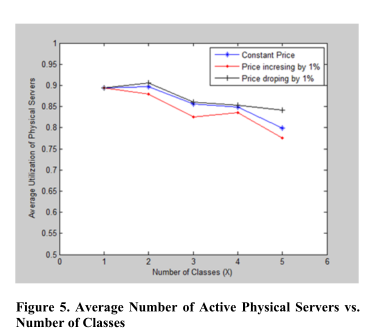 Constant Price
Price incresing by 1%
Price droping by 1%
1
0.95
0.9
0.85
0.8
0.75
0.7
0.65
0.6
0.55
0.5
Average Utilization of Physical Servers
0 1 2 3 4 5 6
Number of Classes (X)
Figure 5. Average Number of Active Physical Servers vs.
Number of Classes